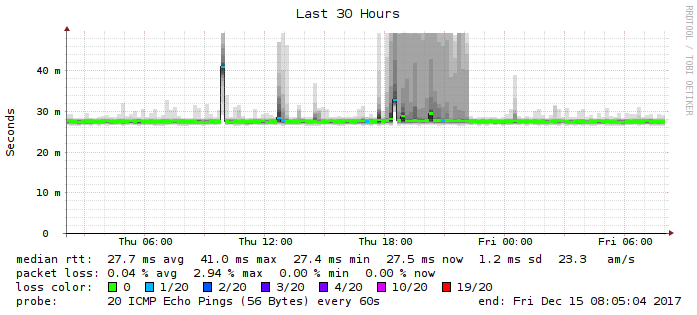 Last 30 Hours
RRDTOOL / TOBI OETIKER
Seconds
40 m
30 m
20 m
10 m
0
Thu 06:00 Thu 12:00 Thu 18:00 Fri 00:00 Fri 06:00
median rtt: 27.7 ms avg 41.0 ms max 27.4 ms min 27.5 ms now 1.2 ms sd 23.3 am/s
packet loss: 0.04 % avg 2.94 % max 0.00 % min 0.00 % now
loss color: 0 1/20 2/20 3/20 4/20 10/20 19/20
probe: 20 ICMP Echo Pings (56 Bytes) every 60s end: Fri Dec 15 08:05:04 2017